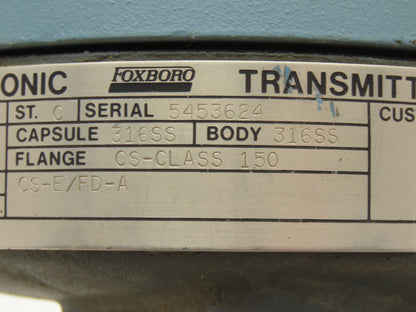 ONIC FOXBORO TRANSMITT
ST. C SERIAL 5453624 CUS
CAPSULE 316SS BODY 316SS
FLANGE CS-CLASS 150
CS-E/FD-A